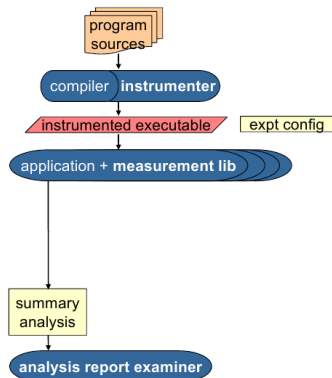 program
sources
compiler instrumenter
instrumented executable
expt config
application + measurement lib
summary
analysis
analysis report examiner